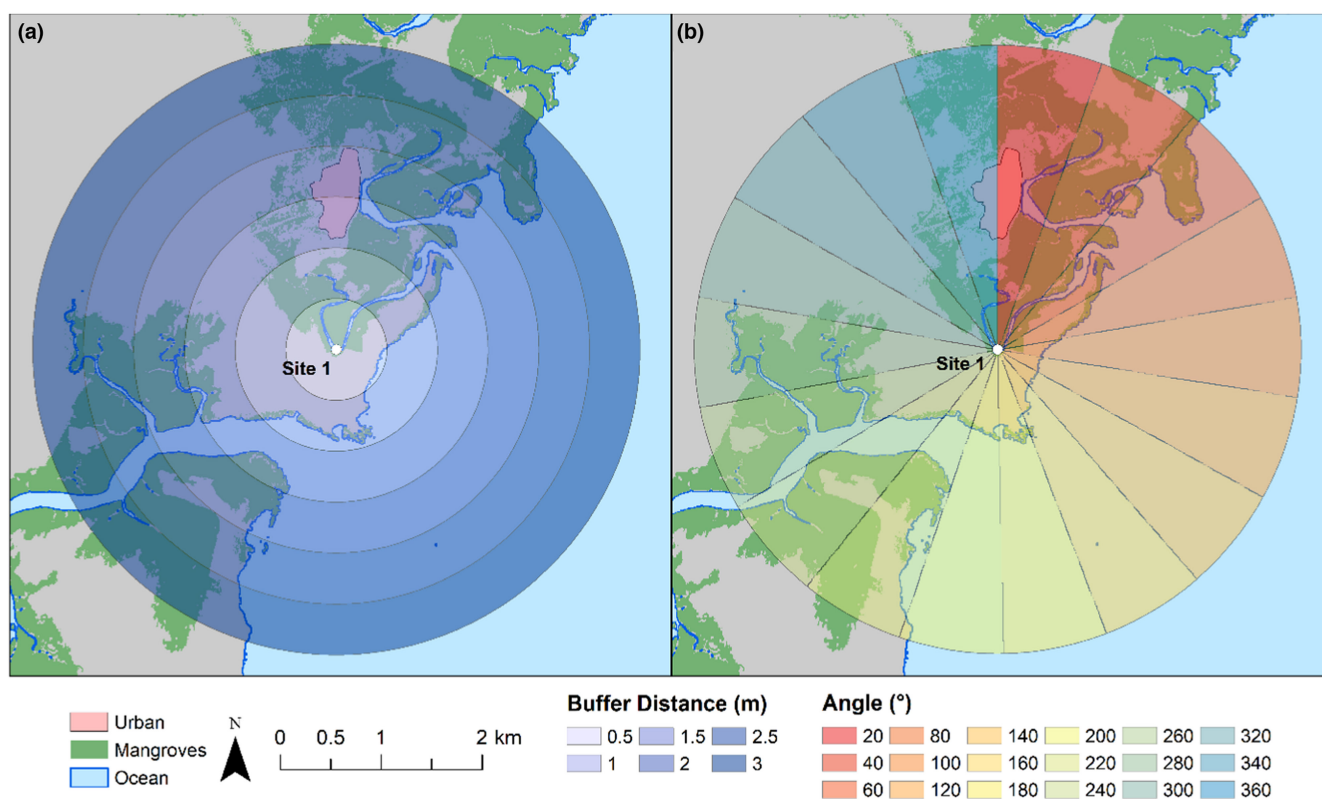 (a)
(b)
Site 1
Site 1
Urban
Mangroves
Ocean
N
0 0.5 1 2 km
Buffer Distance (m)
0.5 1.5 2.5
1 2 3
Angle (°)
20 80 140 200 260 320
40 100 160 220 280 340
60 120 180 240 300 360